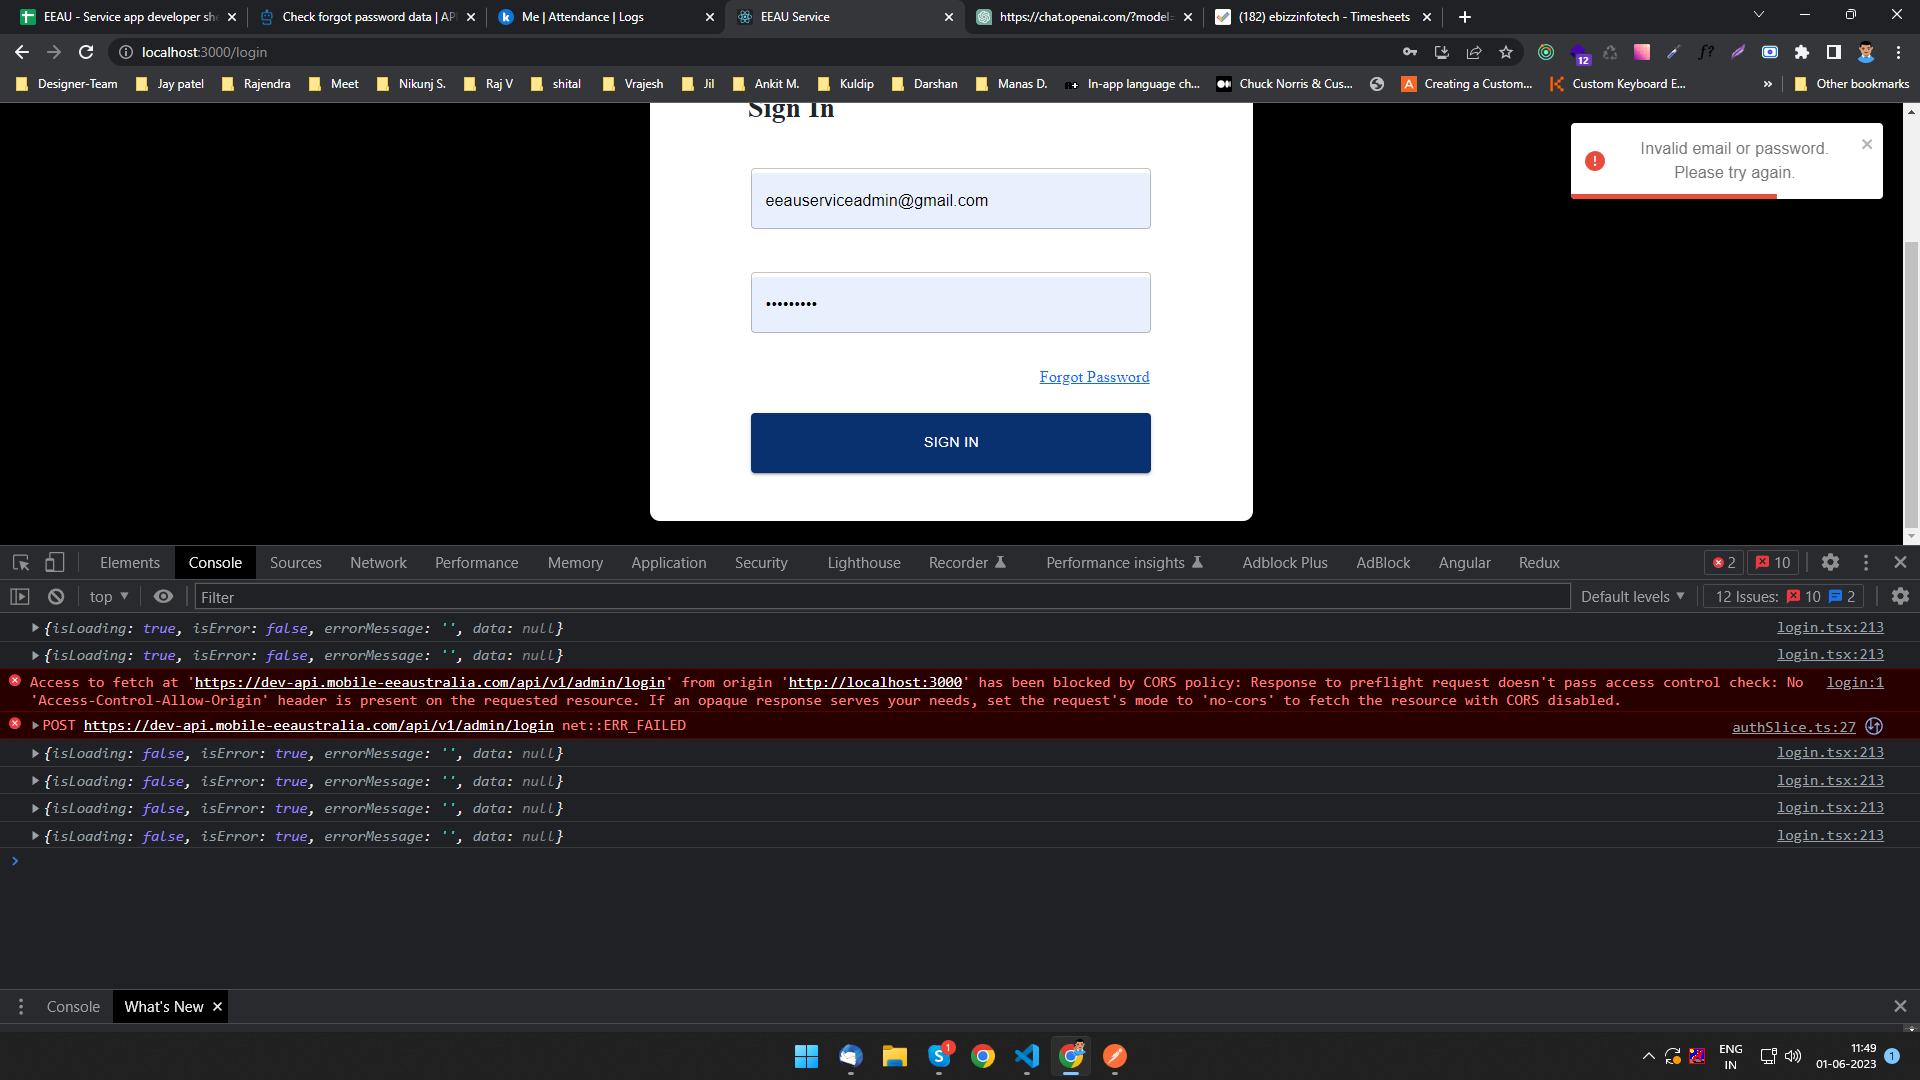 EEAU - Service app developer she
Check forgot password data | API
Me | Attendance | Logs
EEAU Service
https://chat.openai.com/?model=
(182) ebizzinfotech - Timesheets
localhost:3000/login
f?
12
Designer-Team
Jay patel
Rajendra
Meet
Nikunj S.
Raj V
shital
Vrajesh
Jil
Ankit M.
Kuldip
Darshan
Manas D.
In-app language ch...
Chuck Norris & Cus...
Creating a Custom...
Custom Keyboard E...
»
Other bookmarks
Sign In
Invalid email or password.
Please try again.
eeauserviceadmin@gmail.com
•••••••••
Forgot Password
SIGN IN
Elements
Console
Sources
Network
Performance
Memory
Application
Security
Lighthouse
Recorder
Performance insights
Adblock Plus
AdBlock
Angular
Redux
2
10
top
Filter
Default levels
12 Issues: 10 2
{isLoading: true, isError: false, errorMessage: '', data: null}
login.tsx:213
{isLoading: true, isError: false, errorMessage: '', data: null}
login.tsx:213
Access to fetch at 'https://dev-api.mobile-eeaustralia.com/api/v1/admin/login' from origin 'http://localhost:3000' has been blocked by CORS policy: Response to preflight request doesn't pass access control check: No
login:1
'Access-Control-Allow-Origin' header is present on the requested resource. If an opaque response serves your needs, set the request's mode to 'no-cors' to fetch the resource with CORS disabled.
POST https://dev-api.mobile-eeaustralia.com/api/v1/admin/login net::ERR_FAILED
authSlice.ts:27
{isLoading: false, isError: true, errorMessage: '', data: null}
login.tsx:213
{isLoading: false, isError: true, errorMessage: '', data: null}
login.tsx:213
{isLoading: false, isError: true, errorMessage: '', data: null}
login.tsx:213
{isLoading: false, isError: true, errorMessage: '', data: null}
login.tsx:213
Console
What's New
S
1
ENG
IN
11:49
01-06-2023
1